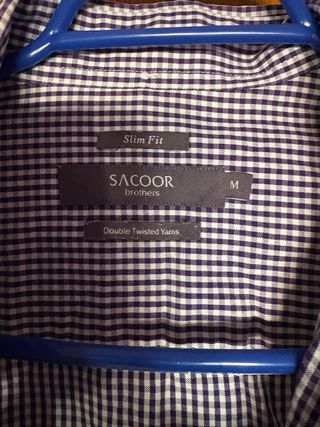 Slim Fit
SACOOR
brothers
M
Double Twisted Yarns